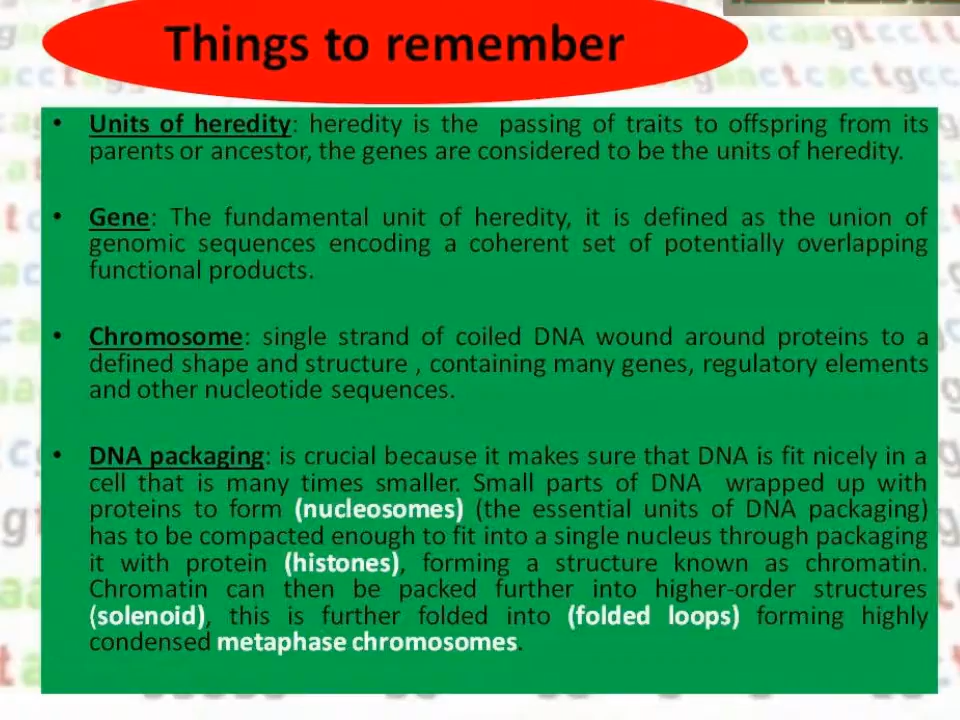 Things to remember
• Units of heredity: heredity is the passing of traits to offspring from its
parents or ancestor, the genes are considered to be the units of heredity.
• Gene: The fundamental unit of heredity, it is defined as the union of
genomic sequences encoding a coherent set of potentially overlapping
functional products.
• Chromosome: single strand of coiled DNA wound around proteins to a
defined shape and structure , containing many genes, regulatory elements
and other nucleotide sequences.
• DNA packaging: is crucial because it makes sure that DNA is fit nicely in a
cell that is many times smaller. Small parts of DNA wrapped up with
proteins to form (nucleosomes) (the essential units of DNA packaging)
has to be compacted enough to fit into a single nucleus through packaging
it with protein (histones), forming a structure known as chromatin.
Chromatin can then be packed further into higher-order structures
(solenoid), this is further folded into (folded loops) forming highly
condensed metaphase chromosomes.